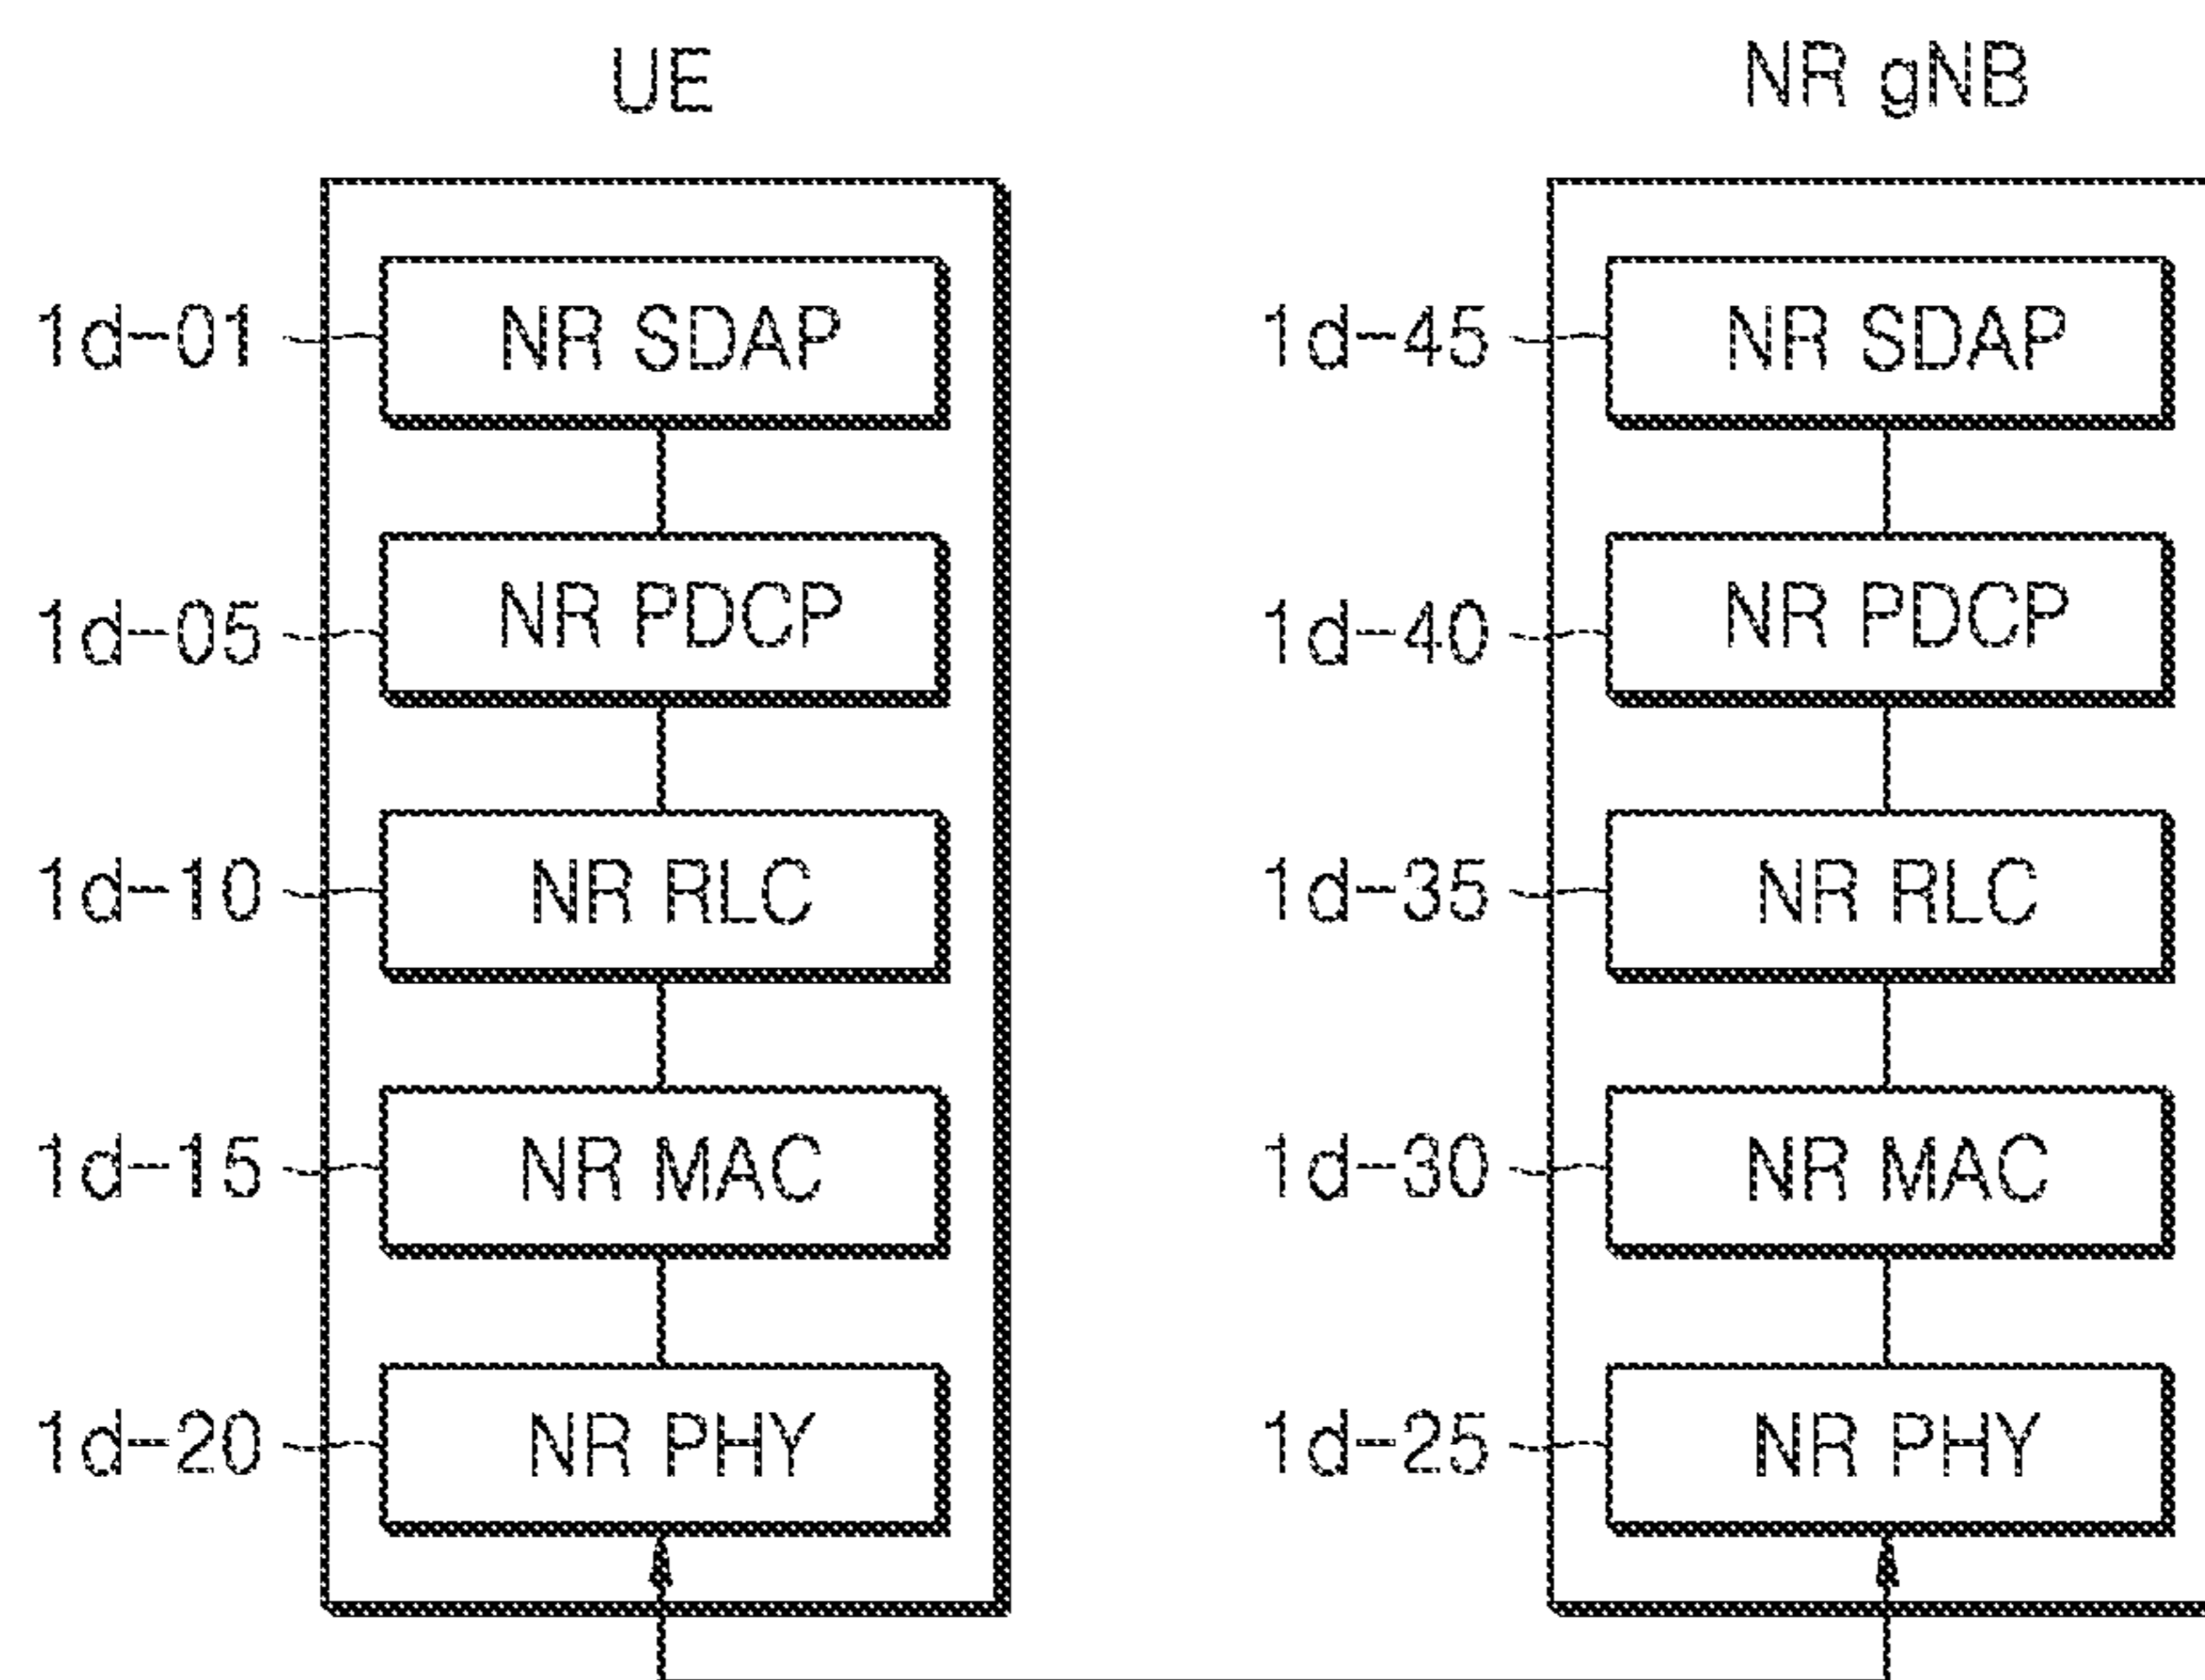 UE
NR gNB
1d-01
NR SDAP
1d-45
NR SDAP
1d-05
NR PDCP
1d-40
NR PDCP
1d-10
NR RLC
1d-35
NR RLC
1d-15
NR MAC
1d-30
NR MAC
1d-20
NR PHY
1d-25
NR PHY